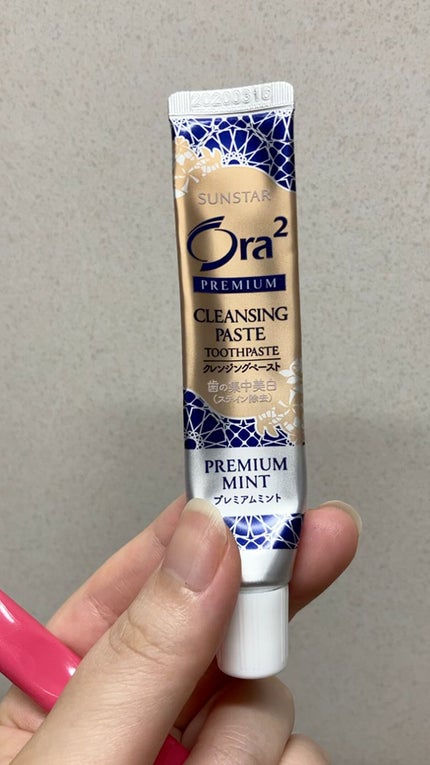 20200316
SUNSTAR
Ora²
PREMIUM
CLEANSING
PASTE
TOOTHPASTE
クレンジングペースト
歯の集中美白
(ステイン除去)
PREMIUM
MINT
プレミアムミント